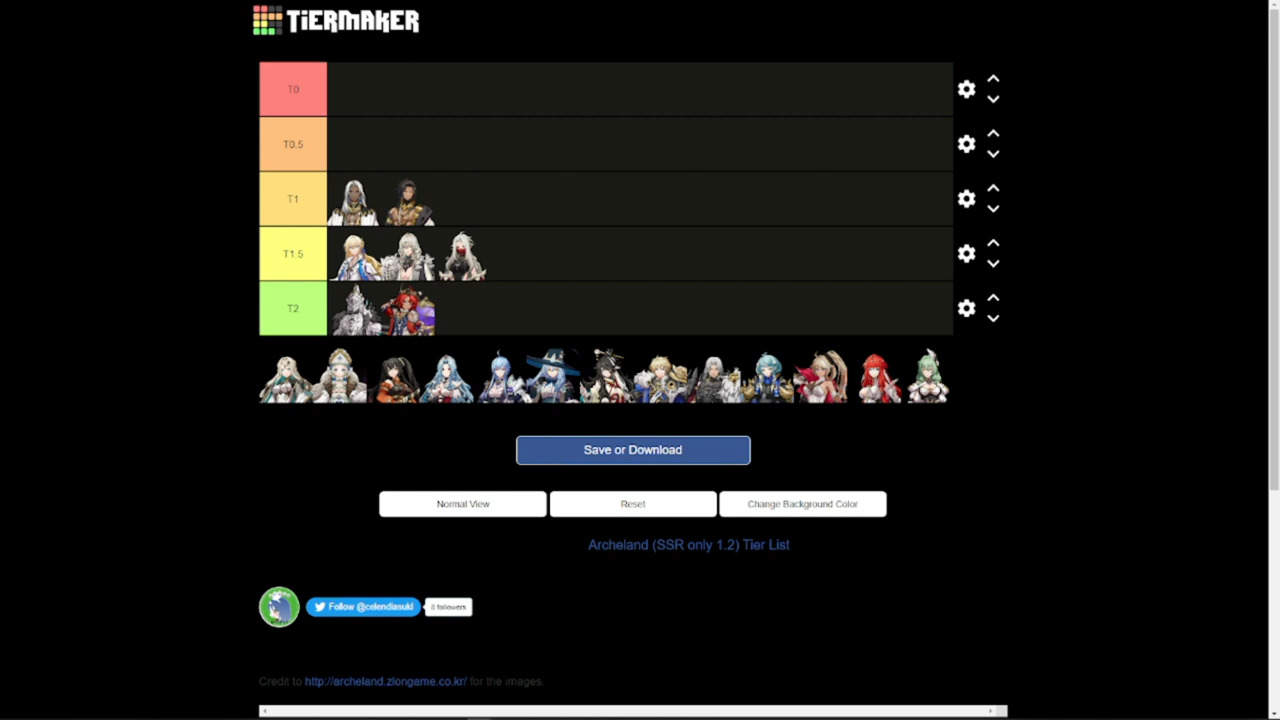 TiERMAKER
T0
T0.5
T1
T1.5
T2
Save or Download
Normal View
Reset
Change Background Color
Archeland (SSR only 1.2) Tier List
Follow @celendiasuki
followers
Credit to http://archeland.zlongame.co.kr/ for the images.